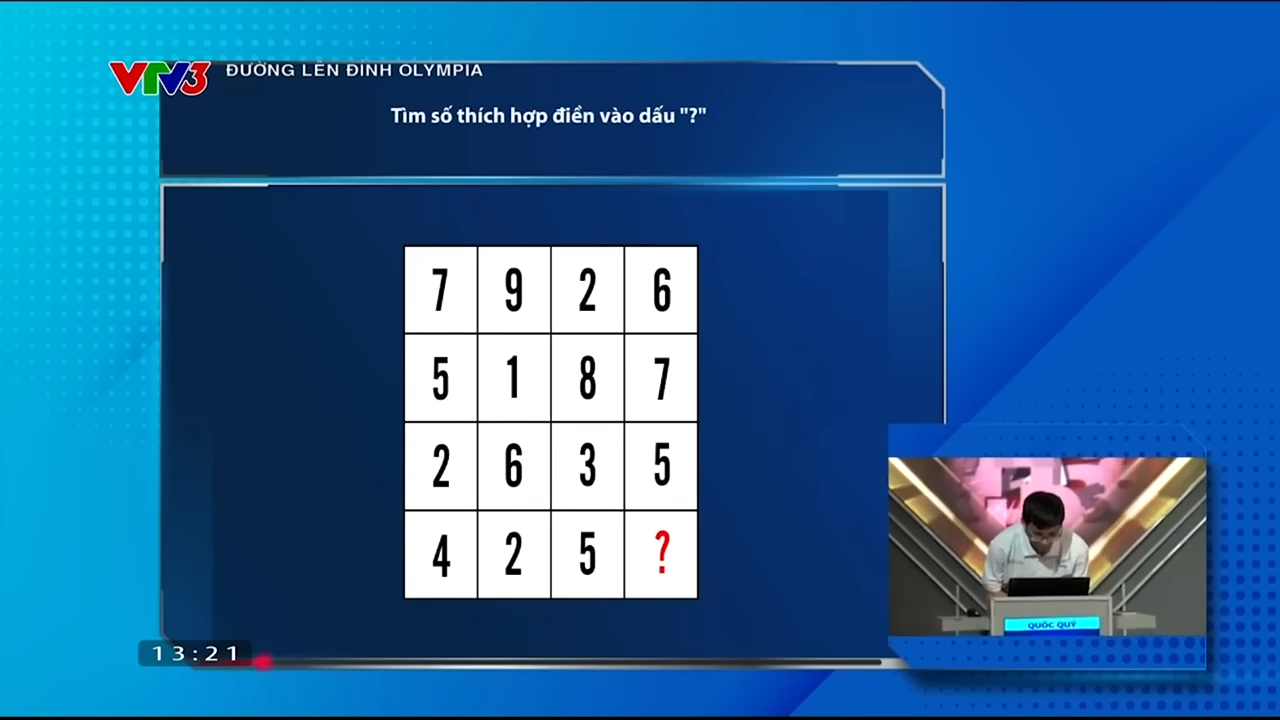 VTV3 ĐƯỜNG LÊN ĐỈNH OLYMPIA
Tìm số thích hợp điền vào dấu "?"
7 9 2 6
5 1 8 7
2 6 3 5
4 2 5 ?
QUỐC QUÝ
13:21